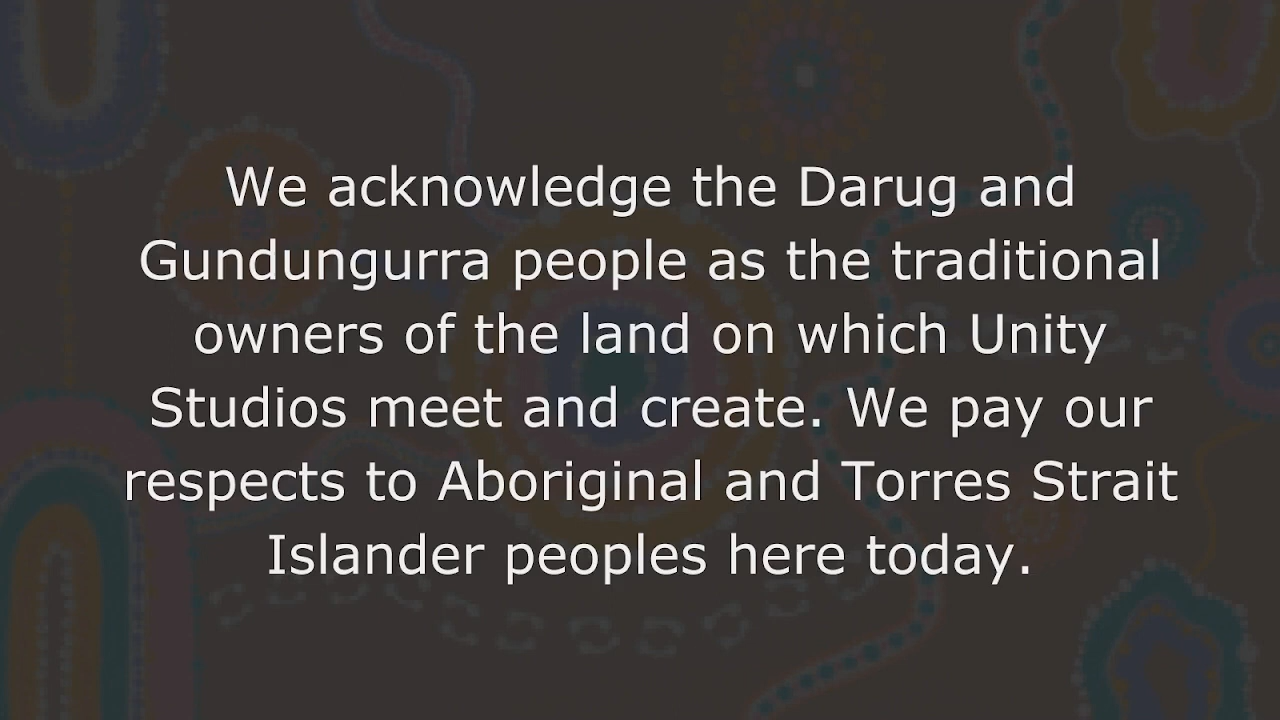 We acknowledge the Darug and
Gundungurra people as the traditional
owners of the land on which Unity
Studios meet and create. We pay our
respects to Aboriginal and Torres Strait
Islander peoples here today.